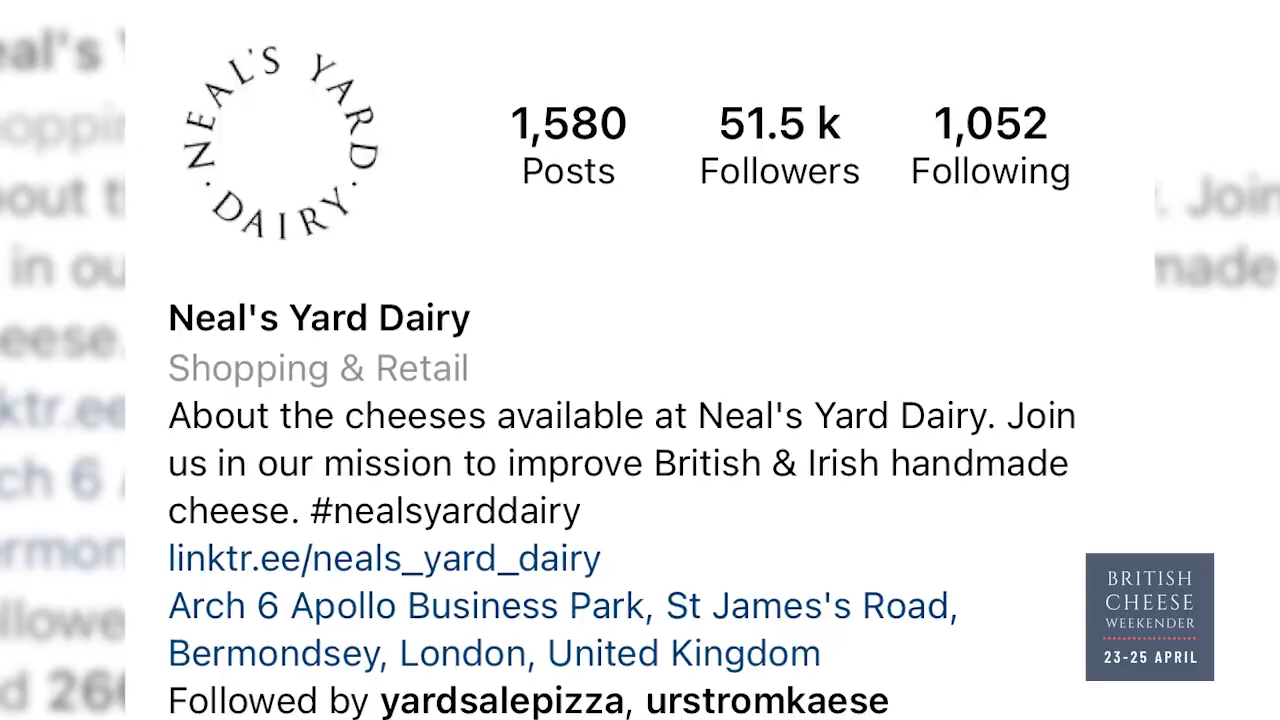 NEAL'S YARD
· DAIRY ·
1,580 51.5 k 1,052
Posts Followers Following
Neal's Yard Dairy
Shopping & Retail
About the cheeses available at Neal's Yard Dairy. Join
us in our mission to improve British & Irish handmade
cheese. #nealsyarddairy
linktr.ee/neals_yard_dairy
Arch 6 Apollo Business Park, St James's Road,
Bermondsey, London, United Kingdom
Followed by yardsalepizza, urstromkaese
BRITISH
CHEESE
WEEKENDER
23-25 APRIL